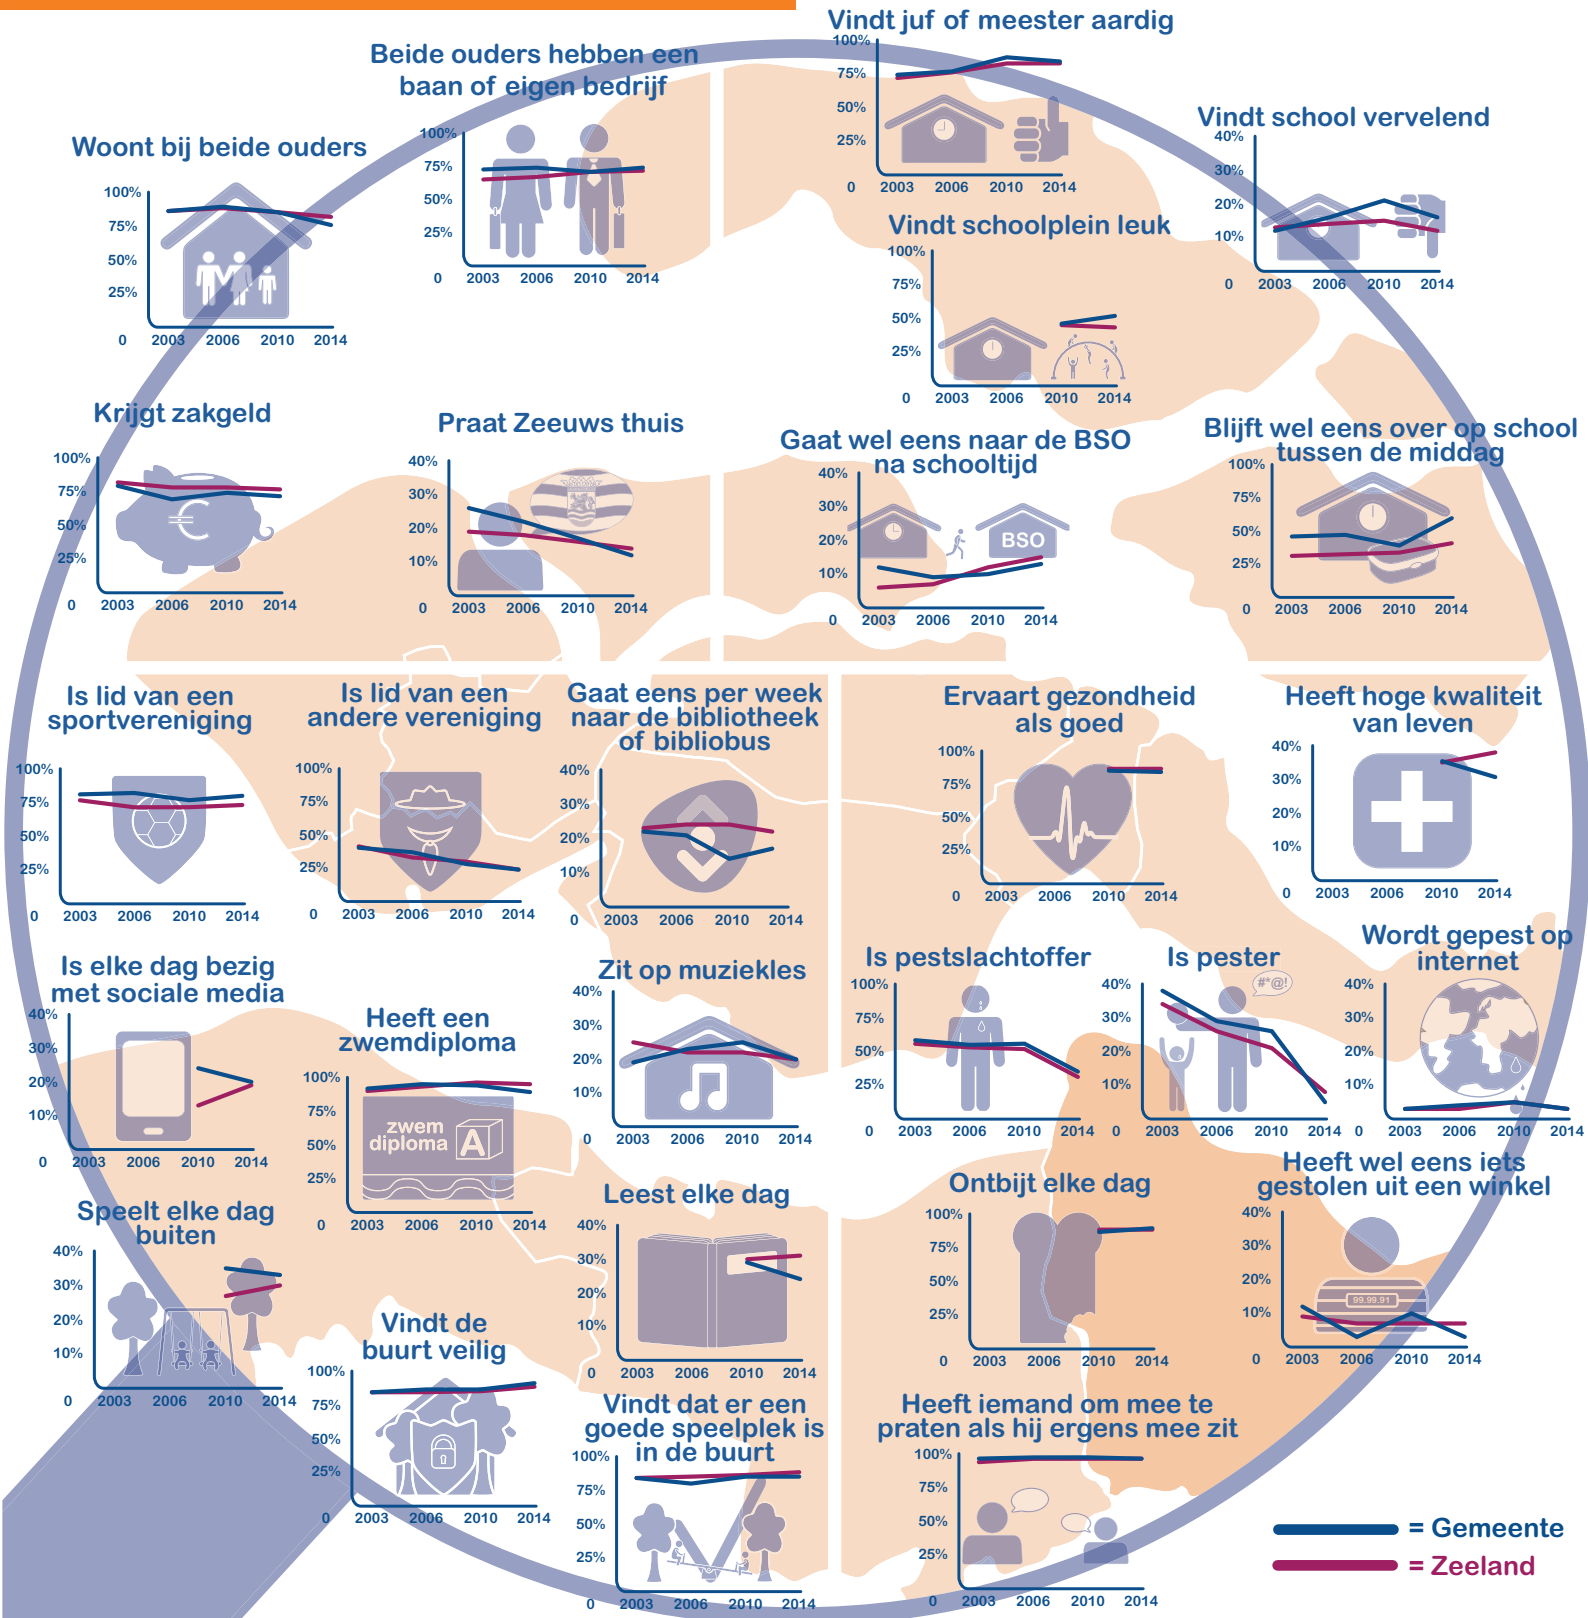 Vindt juf of meester aardig
100%
75%
50%
25%
0 2003 2006 2010 2014
Beide ouders hebben een
baan of eigen bedrijf
100%
75%
50%
25%
0 2003 2006 2010 2014
Vindt school vervelend
40%
30%
20%
10%
0 2003 2006 2010 2014
Woont bij beide ouders
100%
75%
50%
25%
0 2003 2006 2010 2014
Vindt schoolplein leuk
100%
75%
50%
25%
0 2003 2006 2010 2014
Krijgt zakgeld
100%
75%
50%
25%
0 2003 2006 2010 2014
Praat Zeeuws thuis
40%
30%
20%
10%
0 2003 2006 2010 2014
Gaat wel eens naar de BSO
na schooltijd
40%
30%
20%
10%
BSO
0 2003 2006 2010 2014
Blijft wel eens over op school
tussen de middag
100%
75%
50%
25%
0 2003 2006 2010 2014
Is lid van een
sportvereniging
100%
75%
50%
25%
0 2003 2006 2010 2014
Is lid van een
andere vereniging
100%
75%
50%
25%
0 2003 2006 2010 2014
Gaat eens per week
naar de bibliotheek
of bibliobus
40%
30%
20%
10%
0 2003 2006 2010 2014
Ervaart gezondheid
als goed
100%
75%
50%
25%
0 2003 2006 2010 2014
Heeft hoge kwaliteit
van leven
40%
30%
20%
10%
0 2003 2006 2010 2014
Is elke dag bezig
met sociale media
40%
30%
20%
10%
0 2003 2006 2010 2014
Heeft een
zwemdiploma
100%
75%
50%
25%
zwem
diploma A
0 2003 2006 2010 2014
Zit op muziekles
40%
30%
20%
10%
0 2003 2006 2010 2014
Is pestslachtoffer
100%
75%
50%
25%
0 2003 2006 2010 2014
Is pester
#*@!
40%
30%
20%
10%
0 2003 2006 2010 2014
Wordt gepest op
internet
40%
30%
20%
10%
0 2003 2006 2010 2014
Speelt elke dag
buiten
40%
30%
20%
10%
0 2003 2006 2010 2014
Vindt de
buurt veilig
100%
75%
50%
25%
0 2003 2006 2010 2014
Leest elke dag
40%
30%
20%
10%
0 2003 2006 2010 2014
Ontbijt elke dag
100%
75%
50%
25%
0 2003 2006 2010 2014
Heeft wel eens iets
gestolen uit een winkel
40%
30%
20%
10%
99.99.91
0 2003 2006 2010 2014
Vindt dat er een
goede speelplek is
in de buurt
100%
75%
50%
25%
0 2003 2006 2010 2014
Heeft iemand om mee te
praten als hij ergens mee zit
100%
75%
50%
25%
0 2003 2006 2010 2014
= Gemeente
= Zeeland